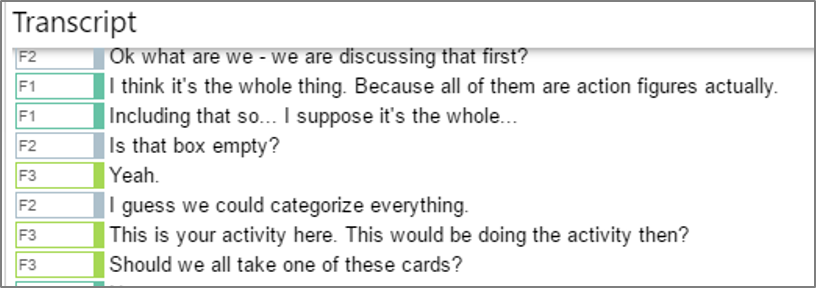 Transcript
F2 Ok what are we - we are discussing that first?
F1 I think it's the whole thing. Because all of them are action figures actually.
F1 Including that so... I suppose it's the whole...
F2 Is that box empty?
F3 Yeah.
F2 I guess we could categorize everything.
F3 This is your activity here. This would be doing the activity then?
F3 Should we all take one of these cards?